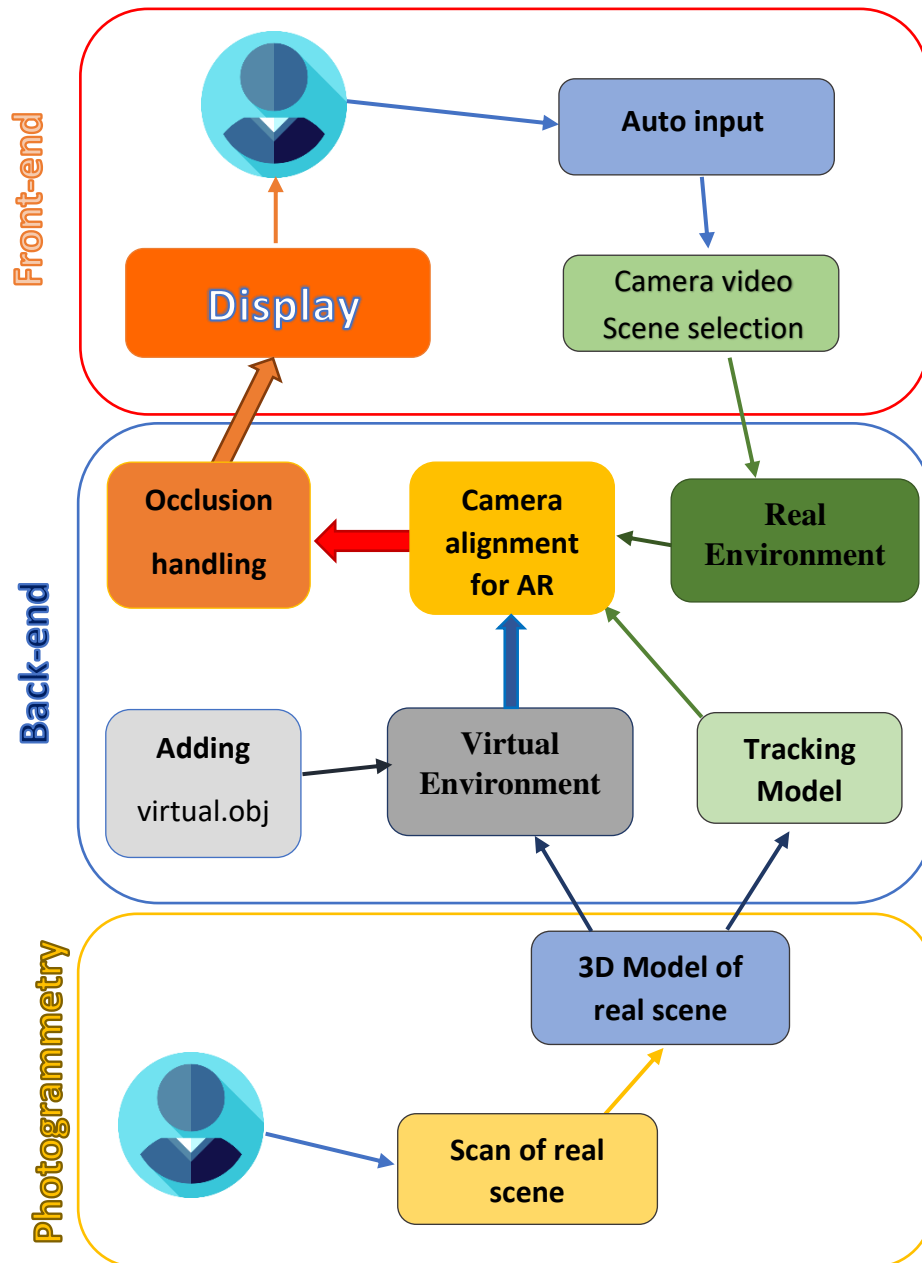 Front-end
Auto input
Display
Camera video
Scene selection
Back-end
Occlusion
handling
Camera
alignment
for AR
Real
Environment
Adding
virtual.obj
Virtual
Environment
Tracking
Model
Photogrammetry
3D Model of
real scene
Scan of real
scene